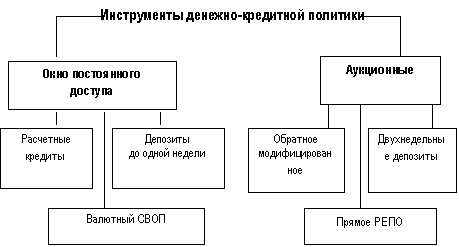 Инструменты денежно-кредитной политики
Окно постоянного
доступа
Аукционные
Расчетные
кредиты
Депозиты
до одной недели
Обратное
модифицирован
ное
Двухнедельны
е депозиты
Валютный СВОП
Прямое РЕПО